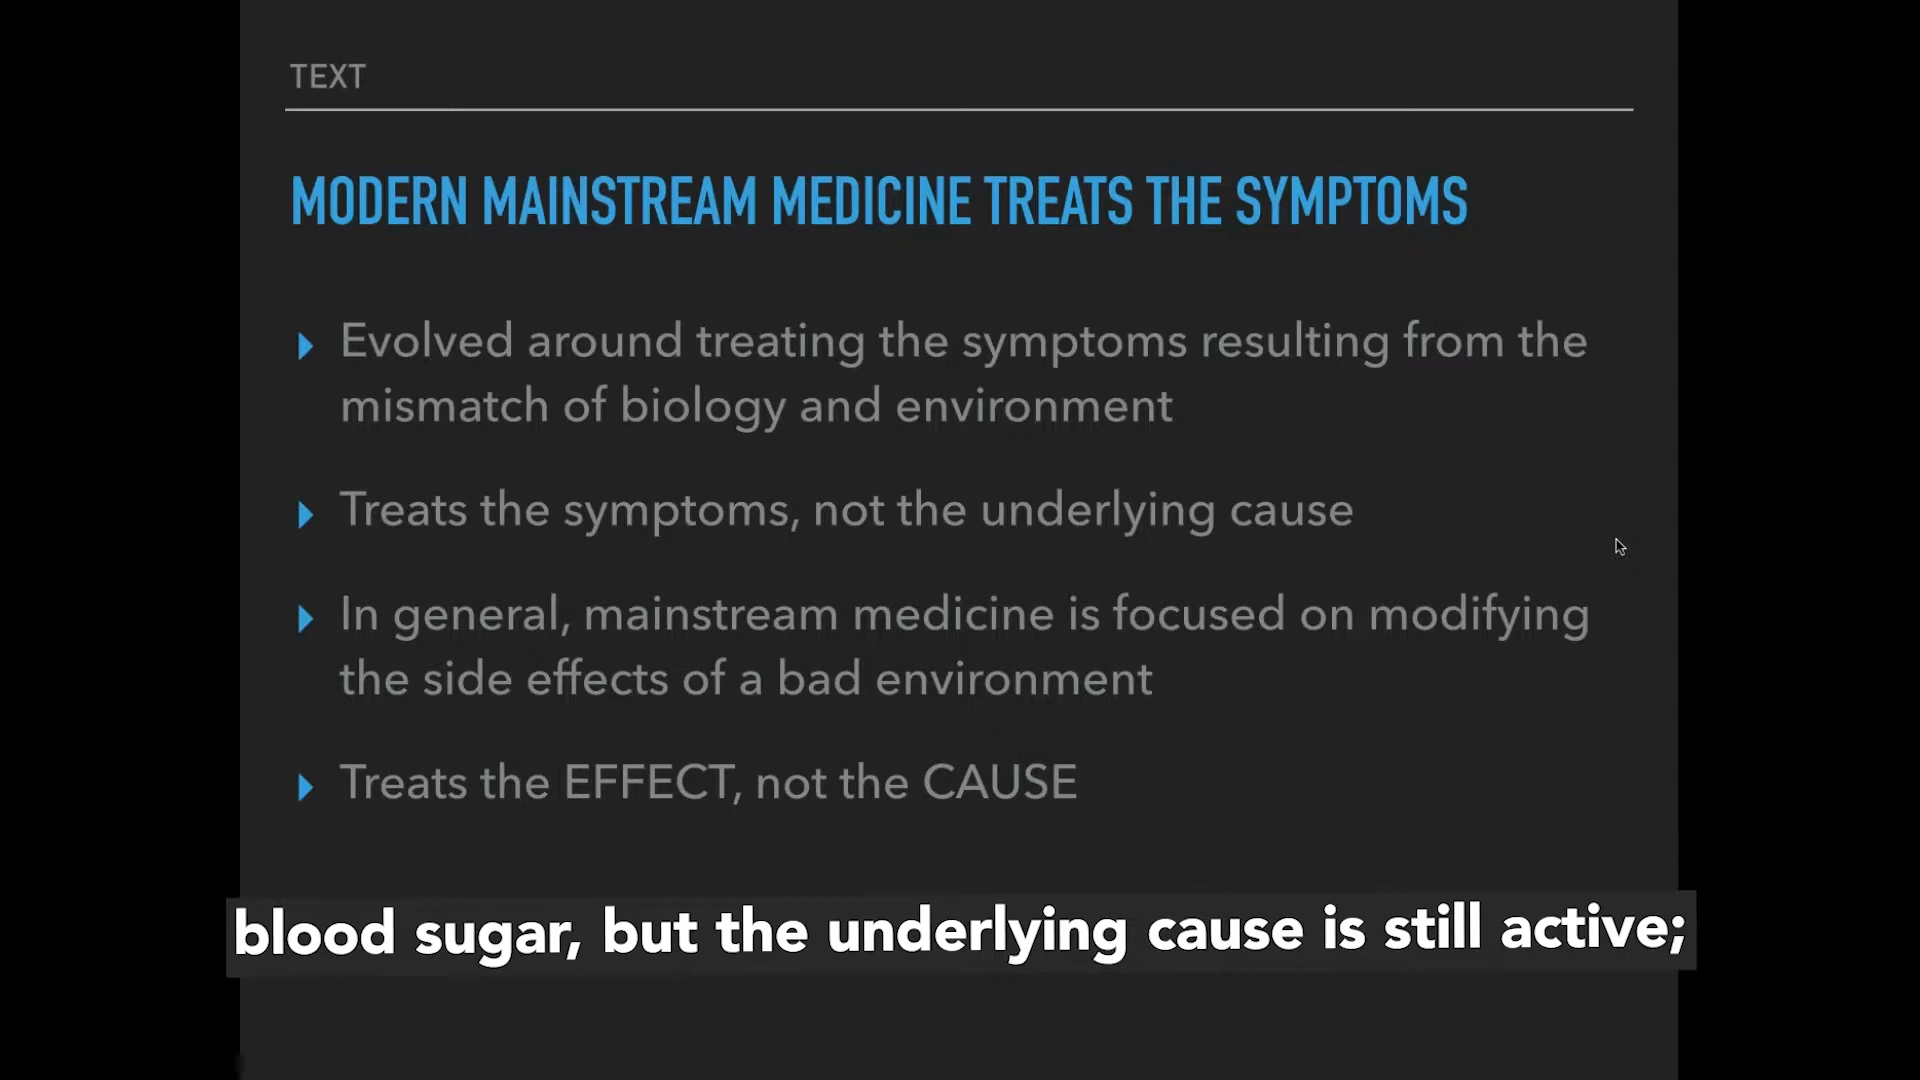 TEXT
MODERN MAINSTREAM MEDICINE TREATS THE SYMPTOMS
Evolved around treating the symptoms resulting from the
mismatch of biology and environment
Treats the symptoms, not the underlying cause
In general, mainstream medicine is focused on modifying
the side effects of a bad environment
Treats the EFFECT, not the CAUSE
blood sugar, but the underlying cause is still active;